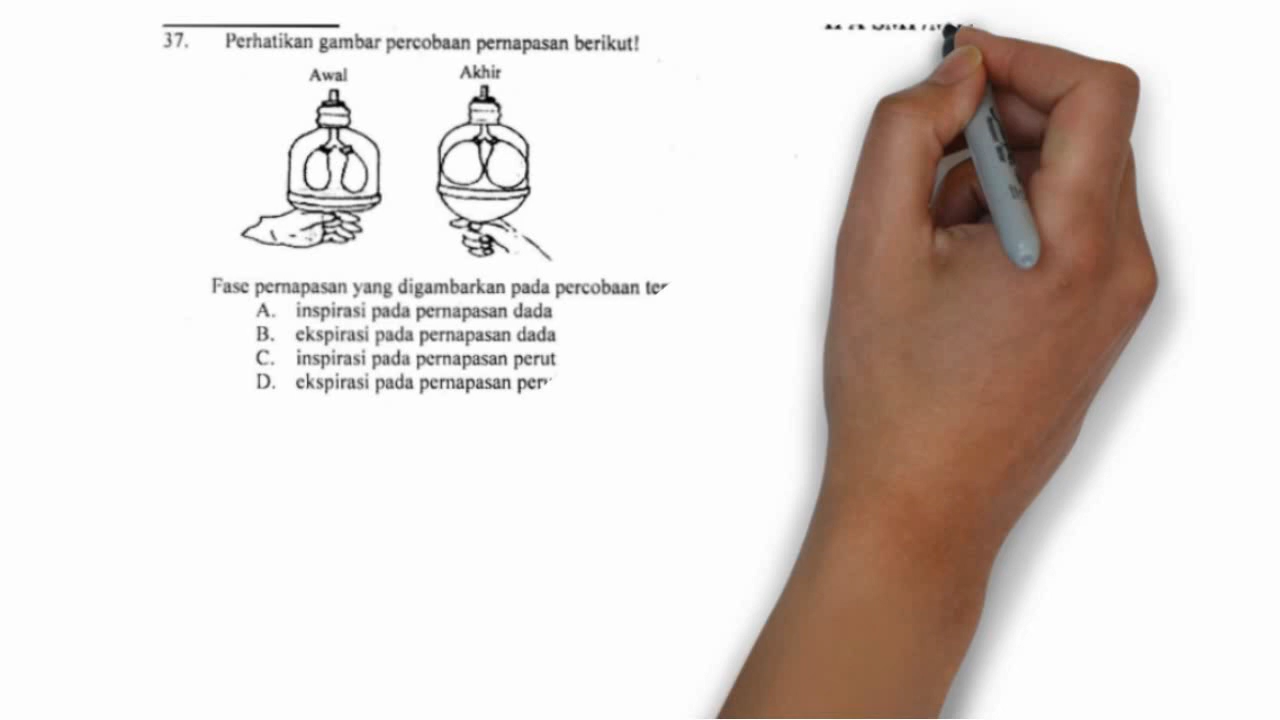 37. Perhatikan gambar percobaan pernapasan berikut!
Awal Akhir
Fase pernapasan yang digambarkan pada percobaan
A. inspirasi pada pernapasan dada
B. ekspirasi pada pernapasan dada
C. inspirasi pada pernapasan perut
D. ekspirasi pada pernapasan